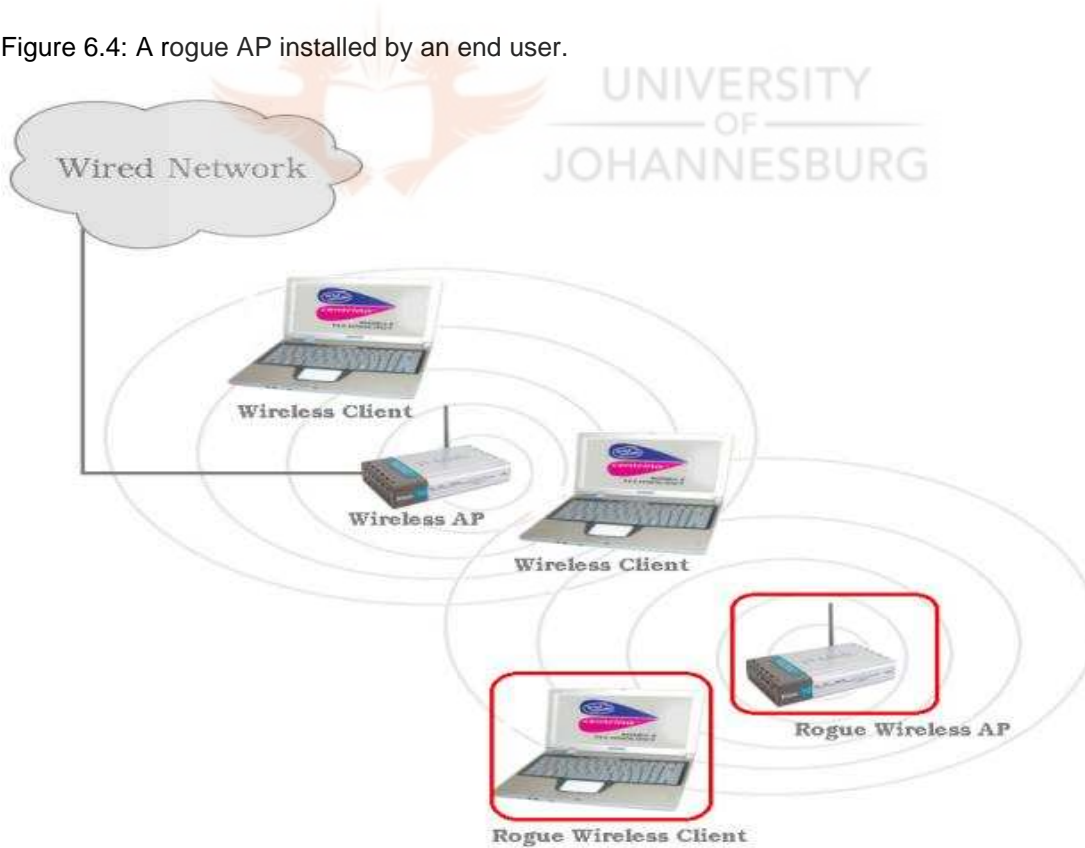 Figure 6.4: A rogue AP installed by an end user.
UNIVERSITY
OF
JOHANNESBURG
Wired Network
Wireless Client
Wireless AP
Wireless Client
Rogue Wireless AP
Rogue Wireless Client